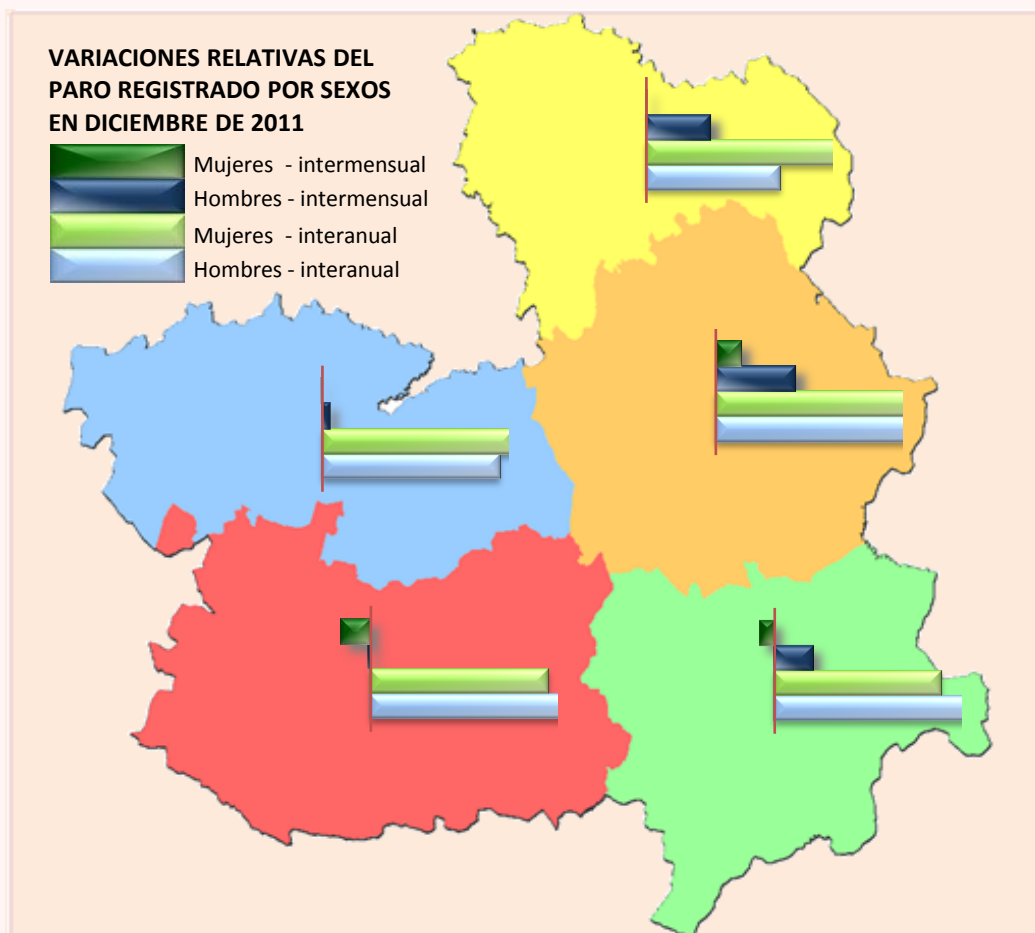 VARIACIONES RELATIVAS DEL
PARO REGISTRADO POR SEXOS
EN DICIEMBRE DE 2011
Mujeres - intermensual
Hombres - intermensual
Mujeres - interanual
Hombres - interanual